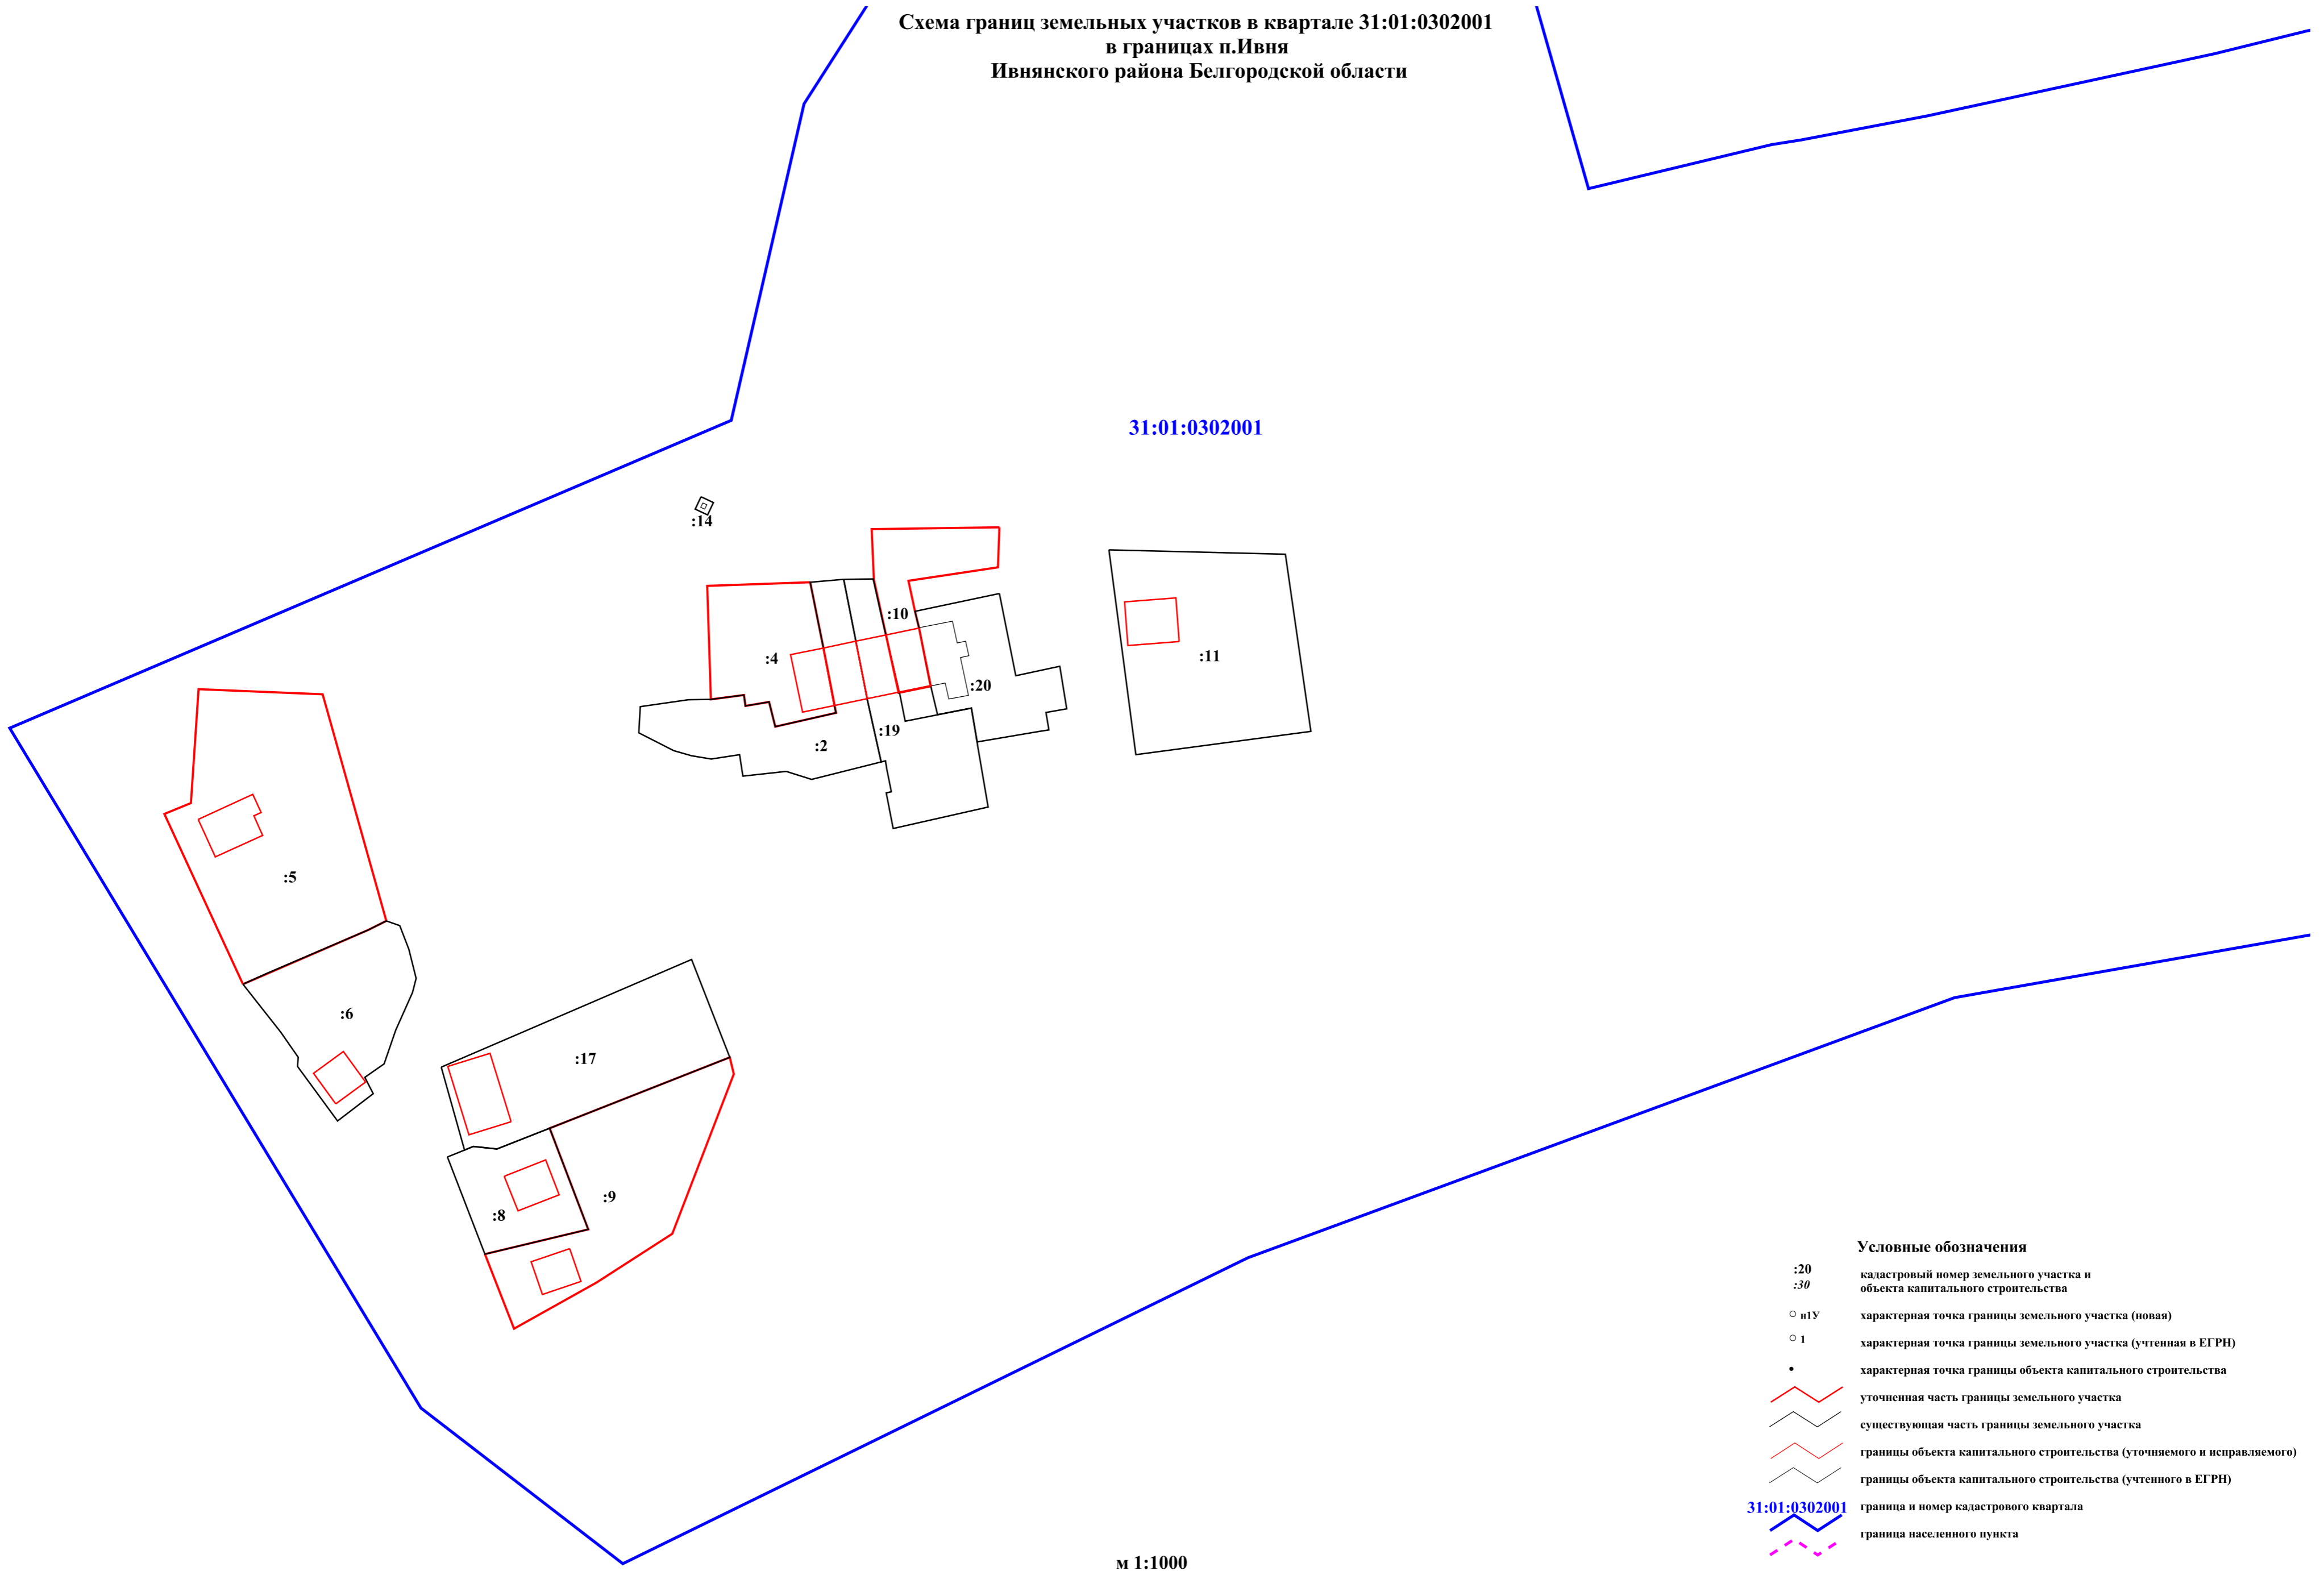 Схема границ земельных участков в квартале 31:01:0302001
в границах п.Ивня
Ивнянского района Белгородской области
31:01:0302001
:14
:10
:4
:11
:20
:19
:2
:5
:6
:17
:9
:8
Условные обозначения
:20
:30
кадастровый номер земельного участка и
объекта капитального строительства
н1У характерная точка границы земельного участка (новая)
1 характерная точка границы земельного участка (учтенная в ЕГРН)
характерная точка границы объекта капитального строительства
уточненная часть границы земельного участка
существующая часть границы земельного участка
границы объекта капитального строительства (уточняемого и исправляемого)
границы объекта капитального строительства (учтенного в ЕГРН)
31:01:0302001 граница и номер кадастрового квартала
граница населенного пункта
м 1:1000